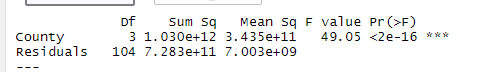 Df Sum Sq Mean Sq F value Pr(>F)
County 3 1.030e+12 3.435e+11 49.05 <2e-16 ***
Residuals 104 7.283e+11 7.003e+09
---